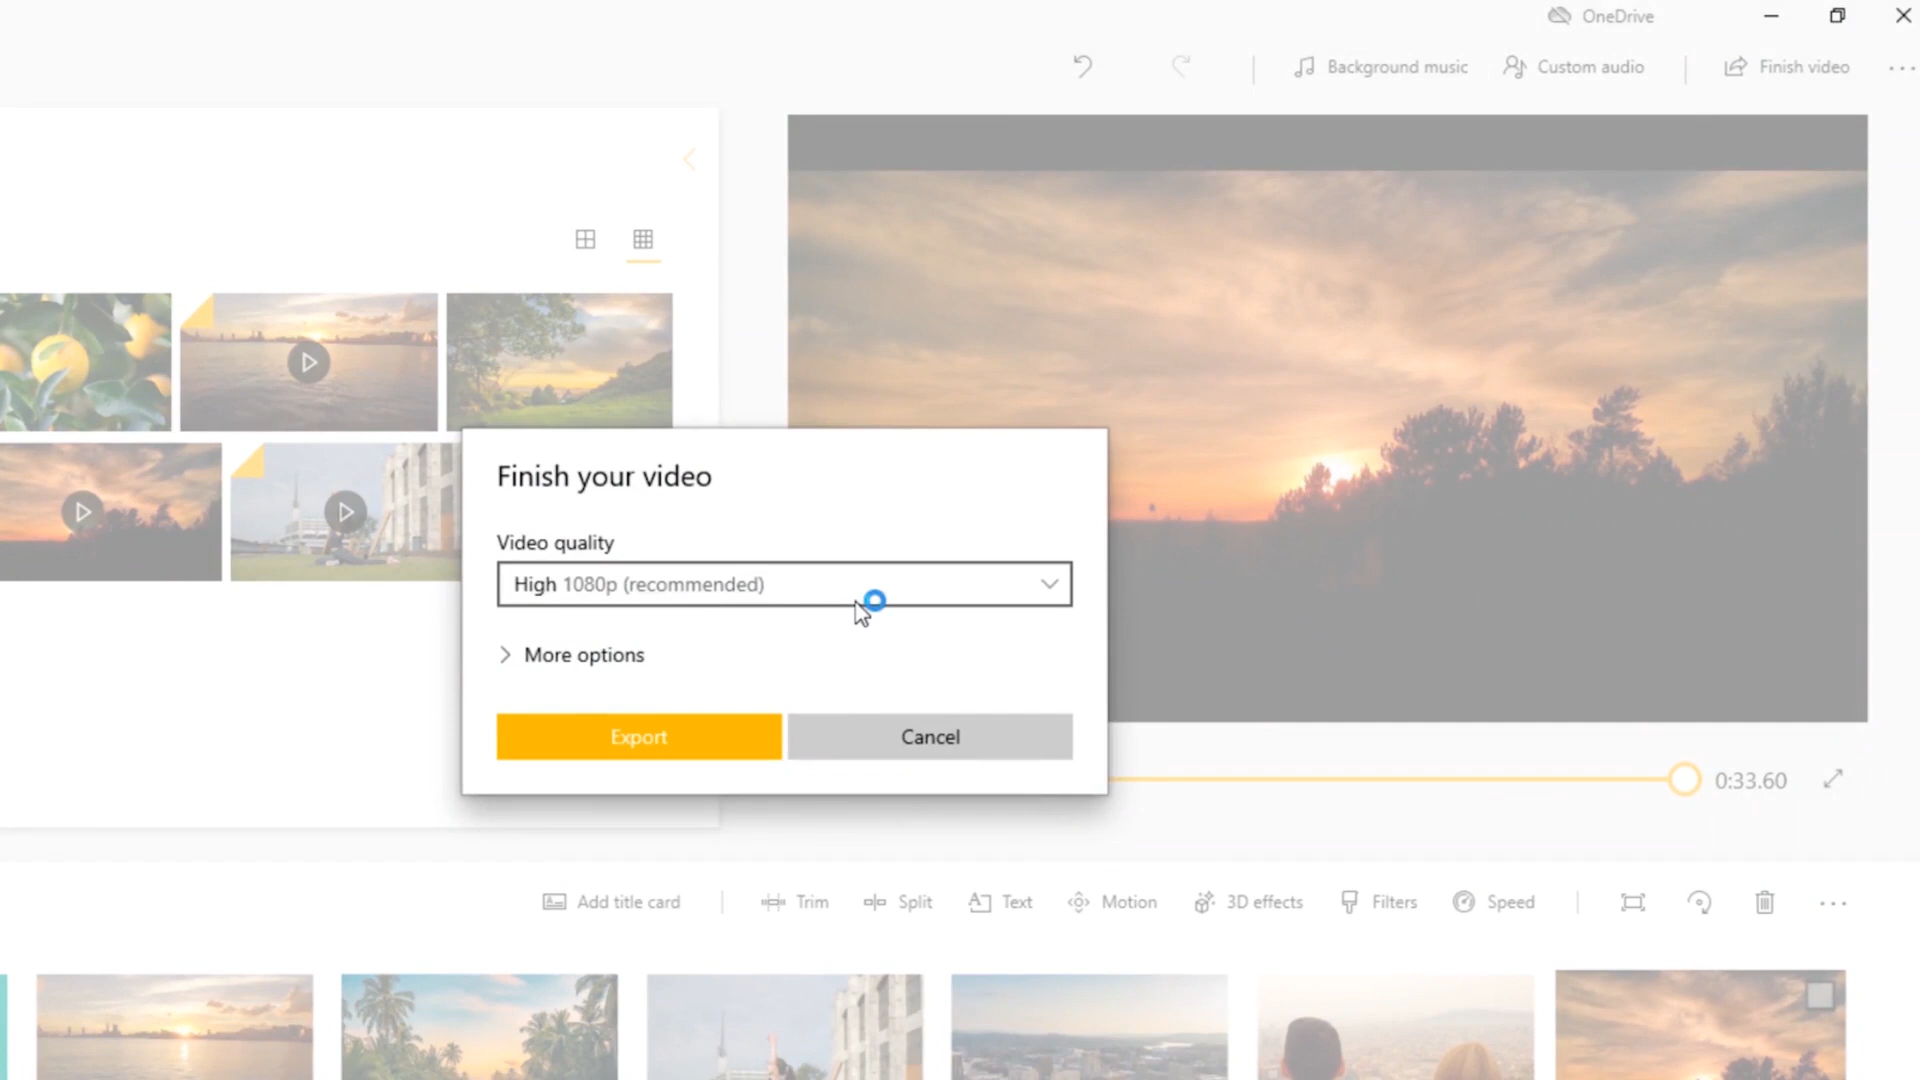 OneDrive
Background music
Custom audio
Finish video
Finish your video
Video quality
High 1080p (recommended)
More options
Export
Cancel
0:33.60
Add title card
Trim
Split
Text
Motion
3D effects
Filters
Speed